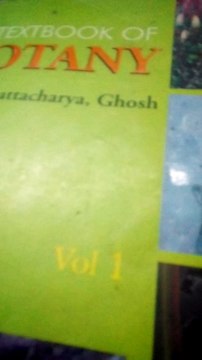 TEXTBOOK OF
OTANY
attacharya, Ghosh
Vol 1